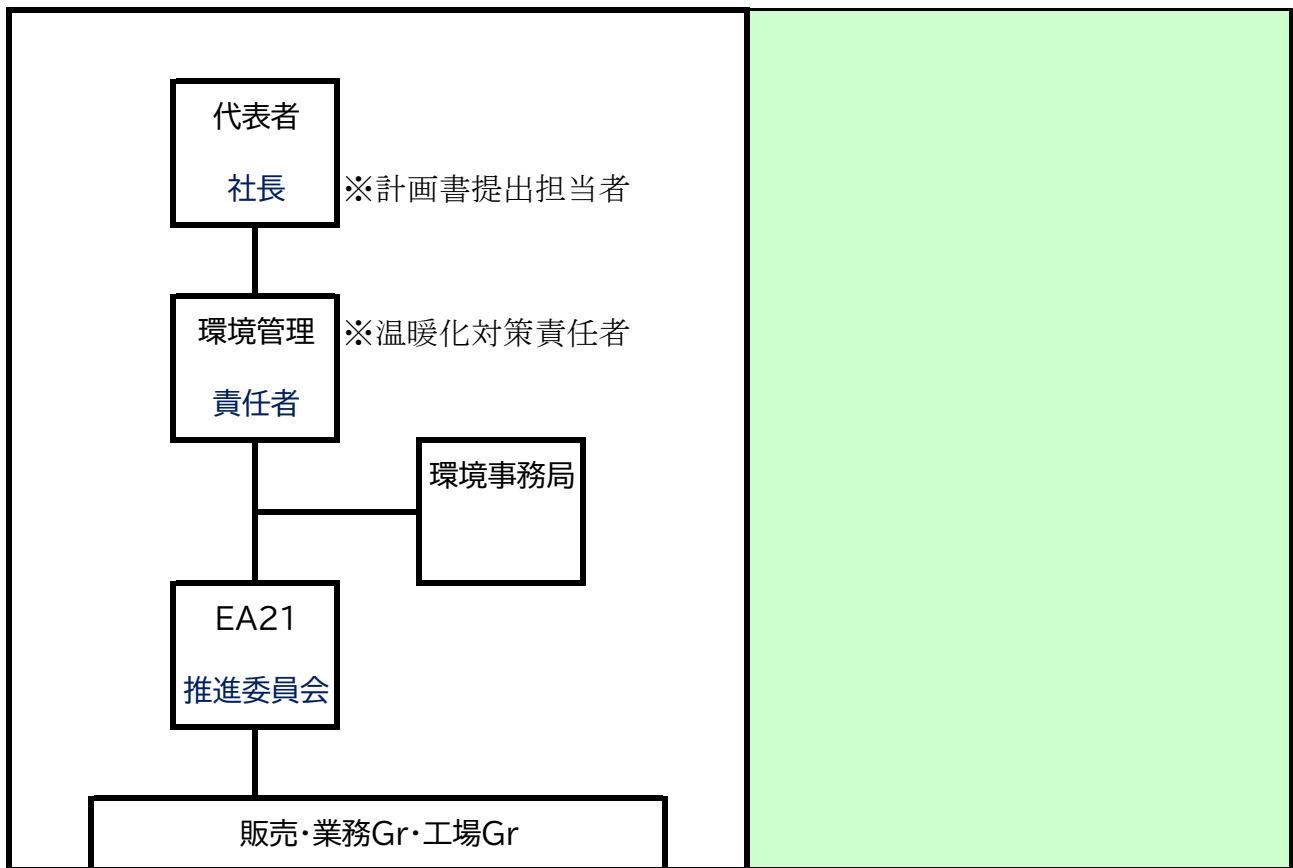 代表者
社長
※計画書提出担当者
環境管理
※温暖化対策責任者
責任者
環境事務局
EA21
推進委員会
販売・業務Gr・工場Gr